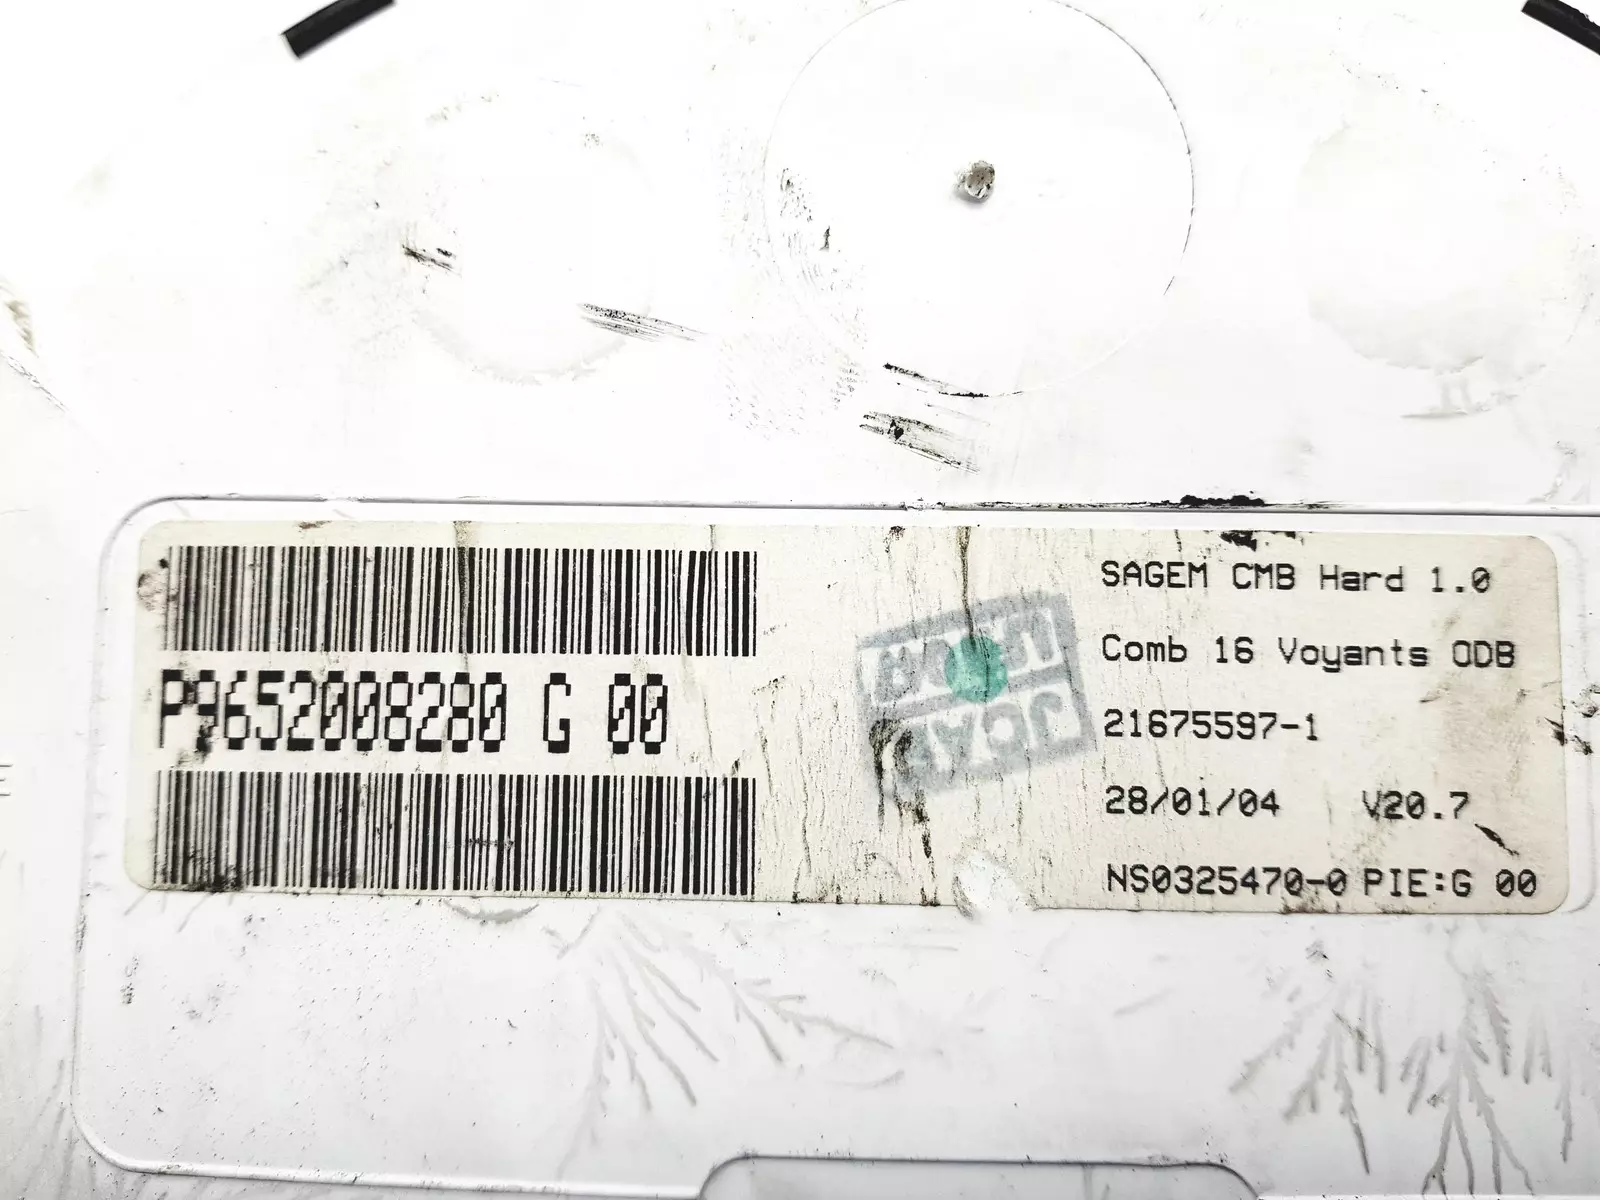 P9652008280 G 00
SAGEM CMB Hard 1.0
Comb 16 Voyants ODB
21675597-1
28/01/04 V20.7
NS0325470-0 PIE:G 00